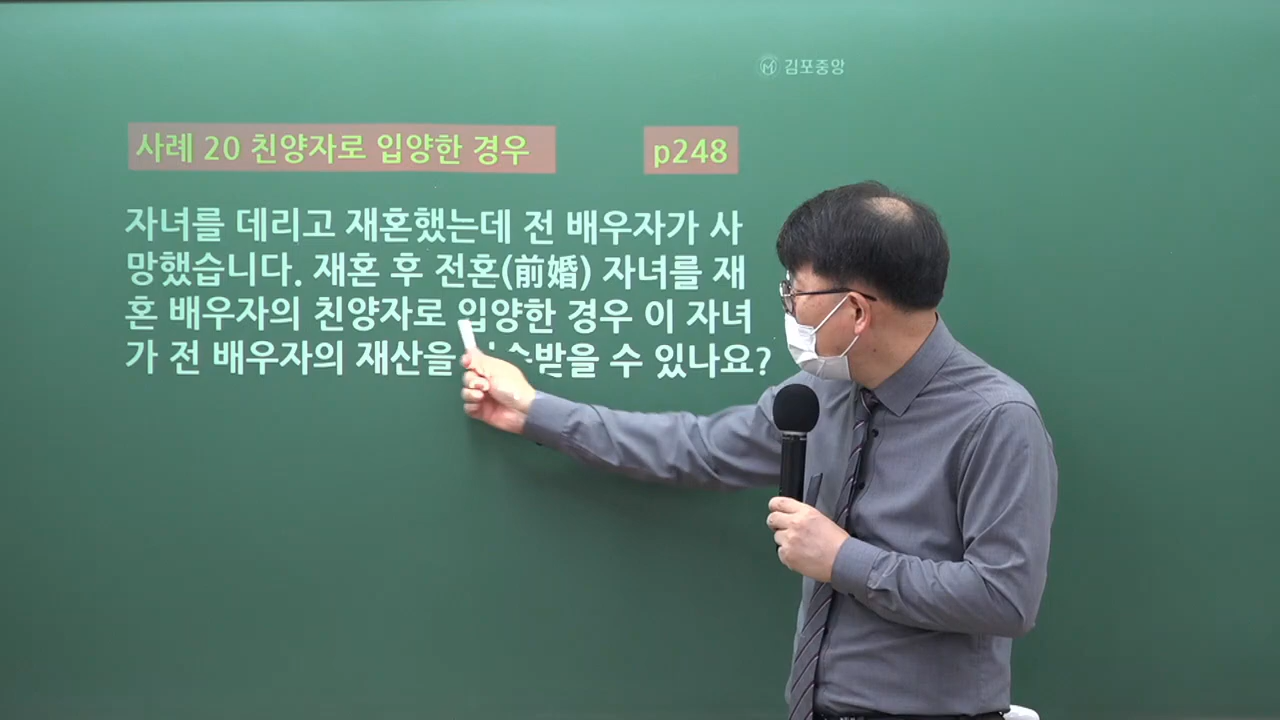 김포중앙
사례 20 친양자로 입양한 경우 p248
자녀를 데리고 재혼했는데 전 배우자가 사
망했습니다. 재혼 후 전혼(前婚) 자녀를 재
혼 배우자의 친양자로 입양한 경우 이 자녀
가 전 배우자의 재산을 수 있나요?